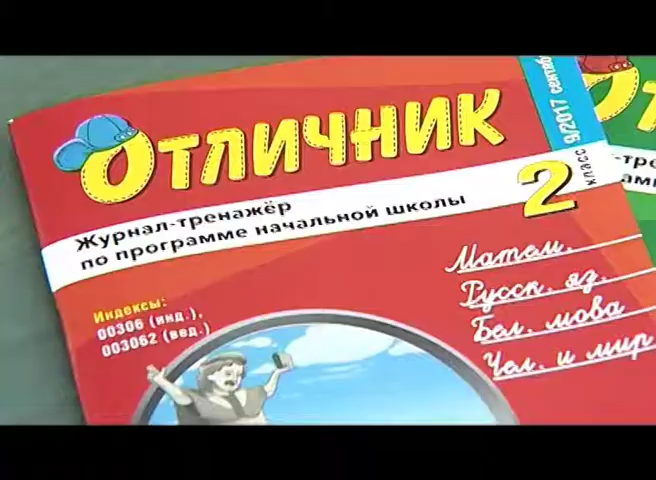 Отличник
Журнал-тренажёр
по программе начальной школы
9/2017 сентябрь
2 класс
Индексы:
00306 (инд.),
003062 (вед.)
Матем.
Русск. яз.
Бел. мова
Чел. и мир